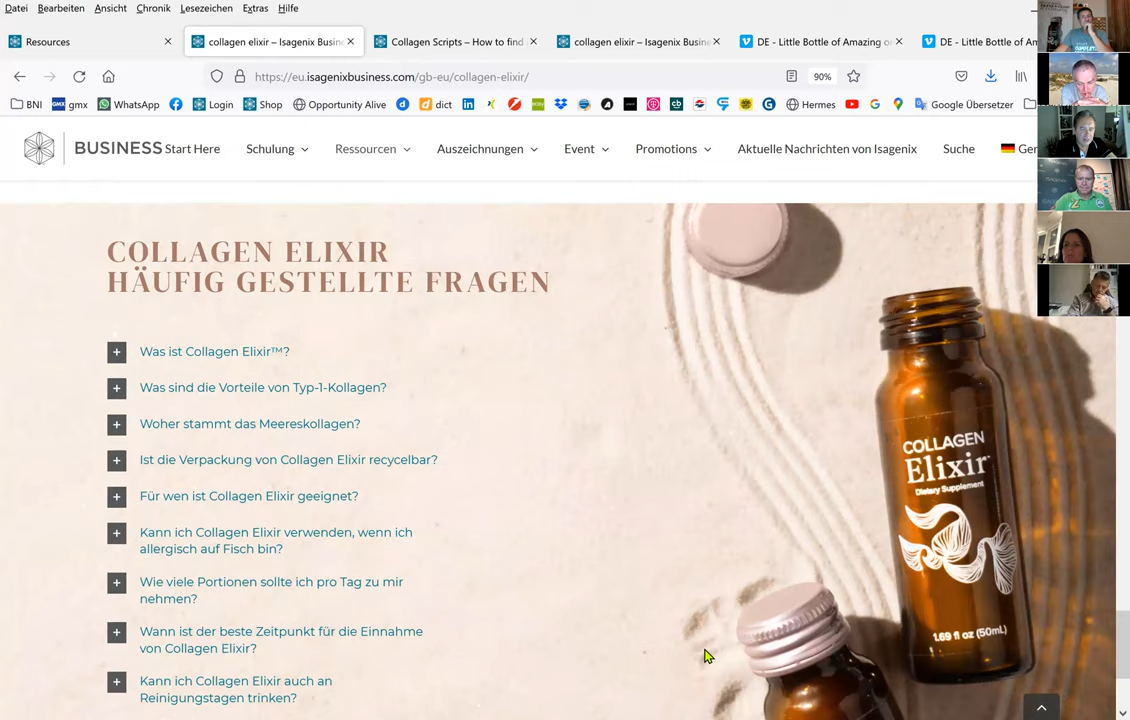 Datei Bearbeiten Ansicht Chronik Lesezeichen Extras Hilfe
Resources
collagen elixir – Isagenix Busin
Collagen Scripts – How to find
collagen elixir – Isagenix Busine
DE - Little Bottle of Amazing o
DE - Little Bottle of Am
https://eu.isagenixbusiness.com/gb-eu/collagen-elixir/
90%
BNI gmx WhatsApp Login Shop Opportunity Alive dict Hermes Google Übersetzer
BUSINESS
Start Here Schulung Ressourcen Auszeichnungen Event Promotions Aktuelle Nachrichten von Isagenix Suche Ger
COLLAGEN ELIXIR
HÄUFIG GESTELLTE FRAGEN
Was ist Collagen Elixir™?
Was sind die Vorteile von Typ-1-Kollagen?
Woher stammt das Meereskollagen?
Ist die Verpackung von Collagen Elixir recycelbar?
Für wen ist Collagen Elixir geeignet?
Kann ich Collagen Elixir verwenden, wenn ich
allergisch auf Fisch bin?
Wie viele Portionen sollte ich pro Tag zu mir
nehmen?
Wann ist der beste Zeitpunkt für die Einnahme
von Collagen Elixir?
Kann ich Collagen Elixir auch an
Reinigungstagen trinken?
COLLAGEN
Elixir™
Dietary Supplement
1.69 fl oz (50mL)